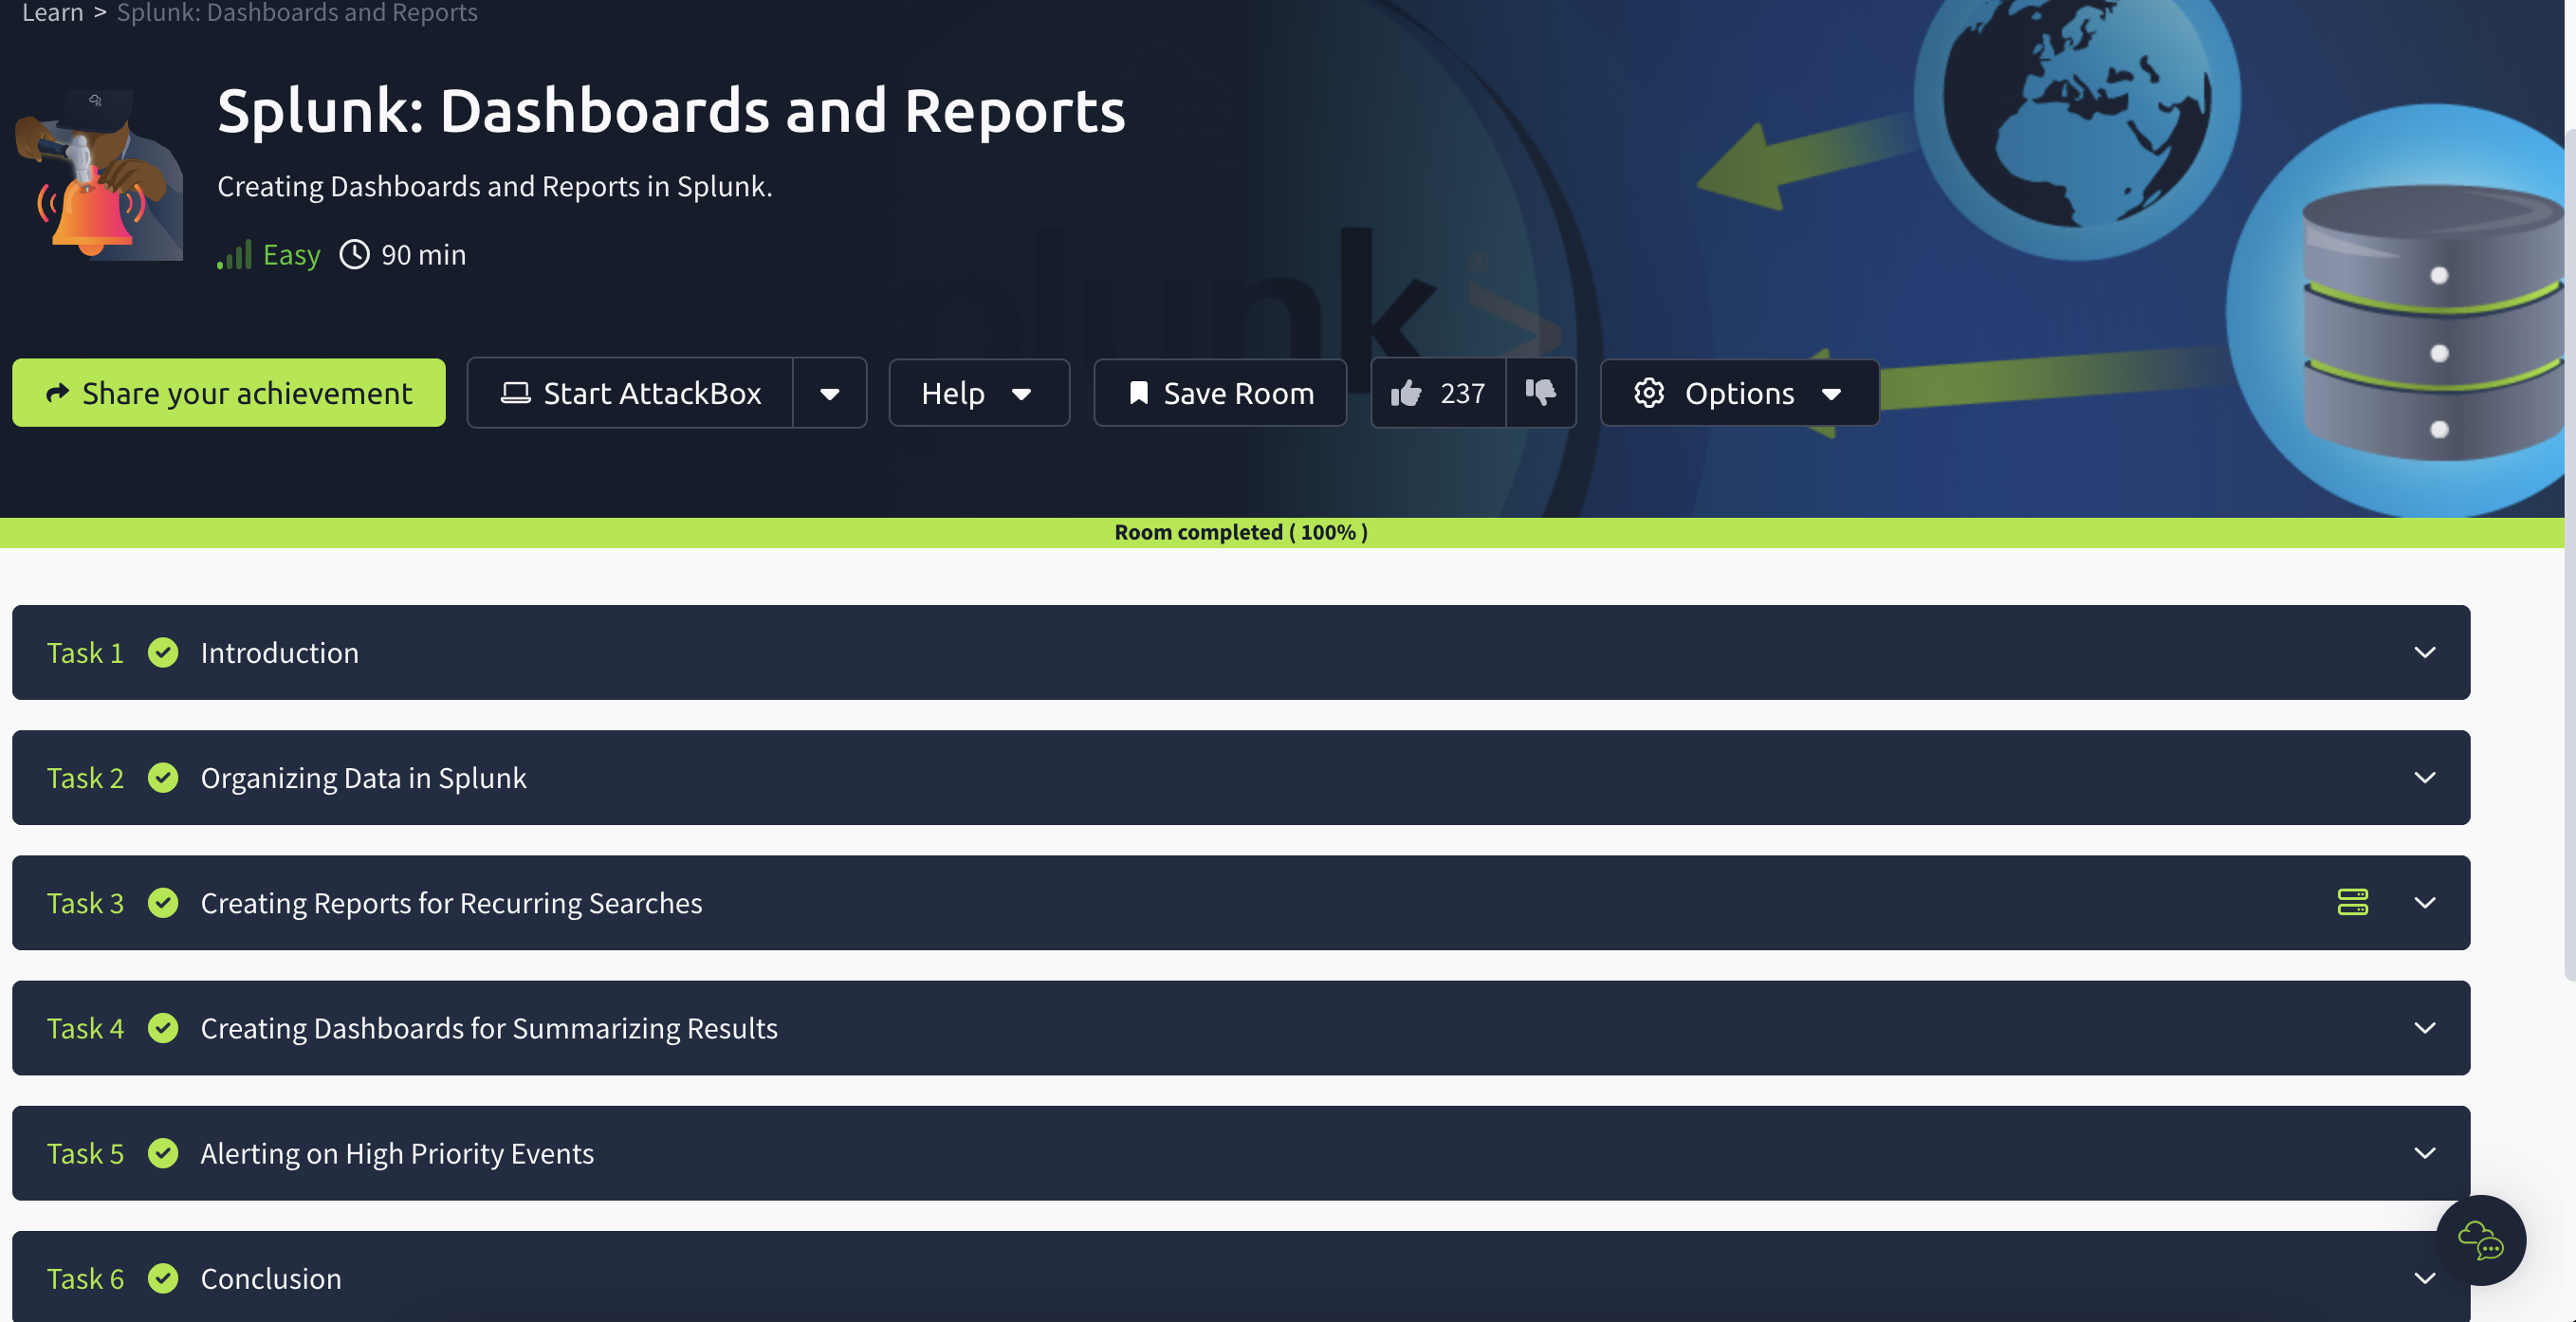 Learn > Splunk: Dashboards and Reports
Splunk: Dashboards and Reports
Creating Dashboards and Reports in Splunk.
Easy 90 min
splunk>
Share your achievement Start AttackBox Help Save Room 237 Options
Room completed ( 100% )
Task 1 Introduction
Task 2 Organizing Data in Splunk
Task 3 Creating Reports for Recurring Searches
Task 4 Creating Dashboards for Summarizing Results
Task 5 Alerting on High Priority Events
Task 6 Conclusion